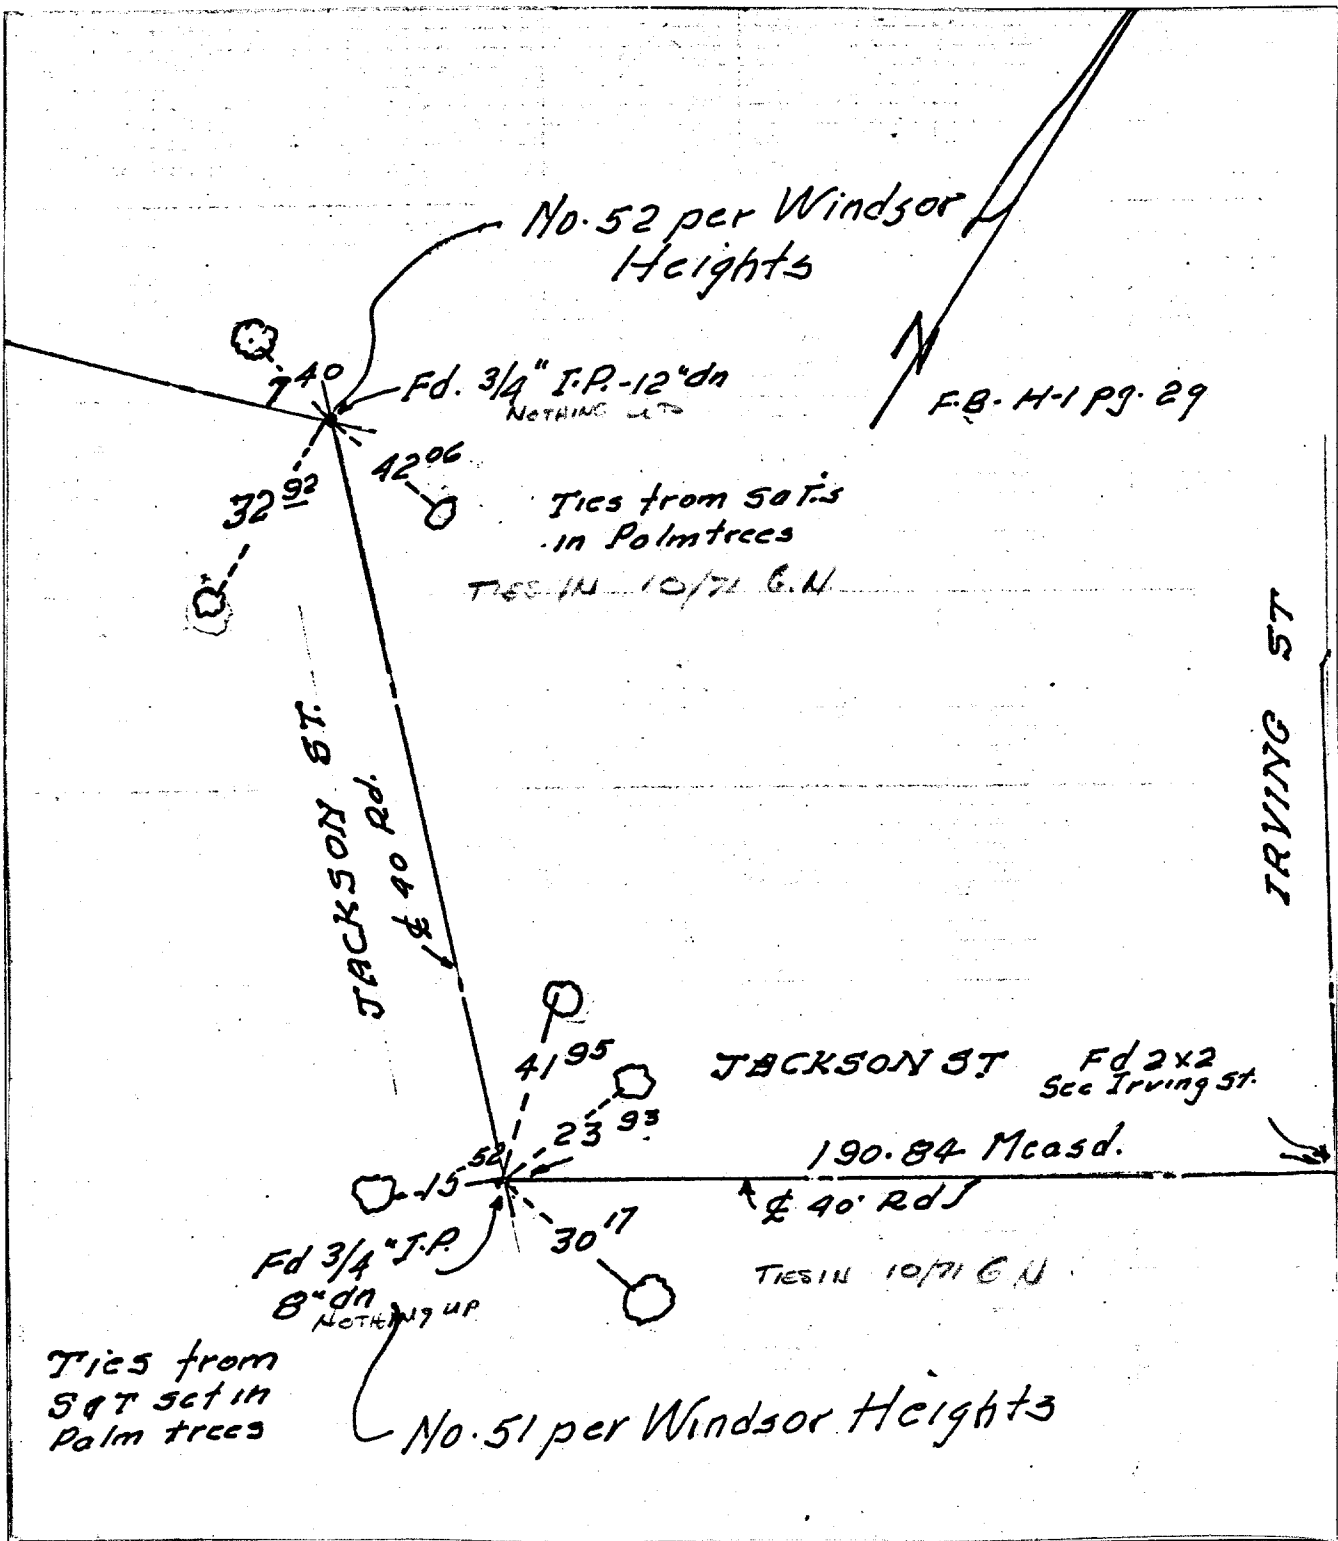 No. 52 per Windsor
Heights
7 40
Fd. 3/4" I.P. - 12" dn
NOTHING
N
F.B. H-1 pg. 29
42 06
32 92
Ties from S&T.'s
in Palm trees
TIES IN 10/71 G.N.
IRVING ST
JACKSON ST.
℄ 40 Rd.
41 95
23 93
JACKSON ST
Fd 2x2
See Irving St.
15 52
190.84 Measd.
℄ 40' Rd
30 17
Fd 3/4" I.P.
8" dn
NOTHING UP
TIES IN 10/71 G N
Ties from
S&T set in
Palm trees
No. 51 per Windsor Heights